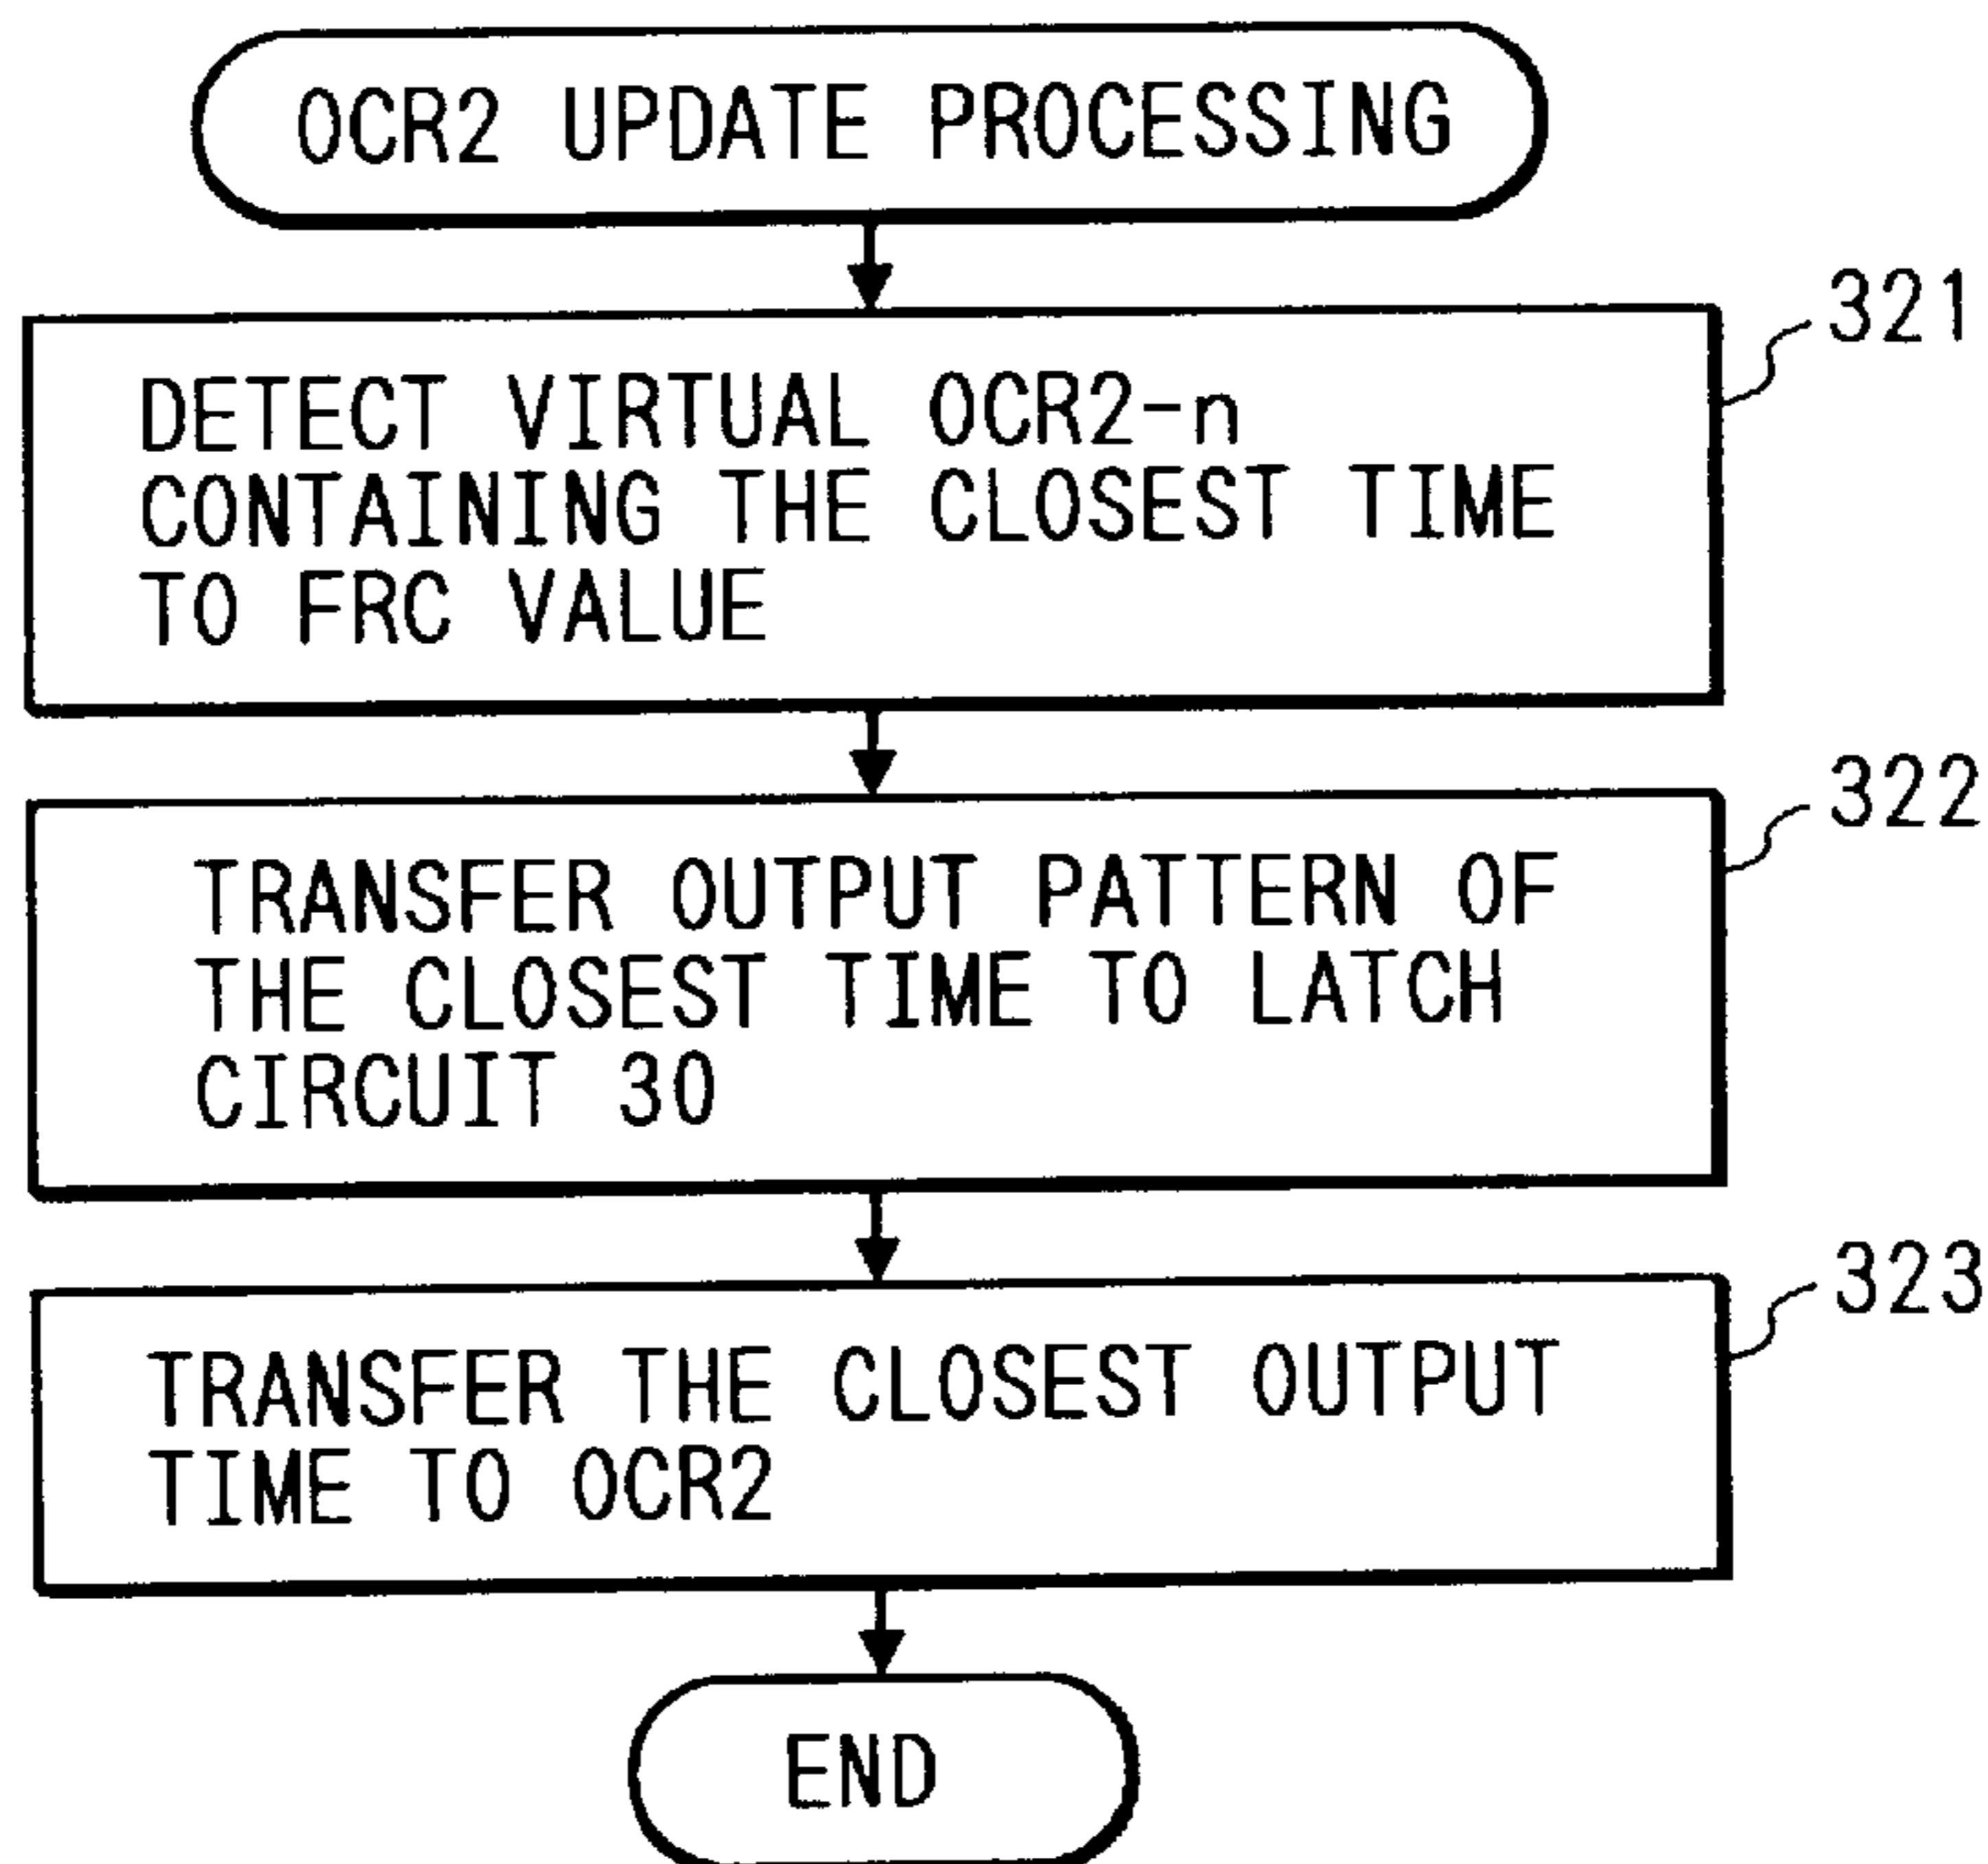 OCR2 UPDATE PROCESSING
321
DETECT VIRTUAL OCR2-n
CONTAINING THE CLOSEST TIME
TO FRC VALUE
322
TRANSFER OUTPUT PATTERN OF
THE CLOSEST TIME TO LATCH
CIRCUIT 30
323
TRANSFER THE CLOSEST OUTPUT
TIME TO OCR2
END